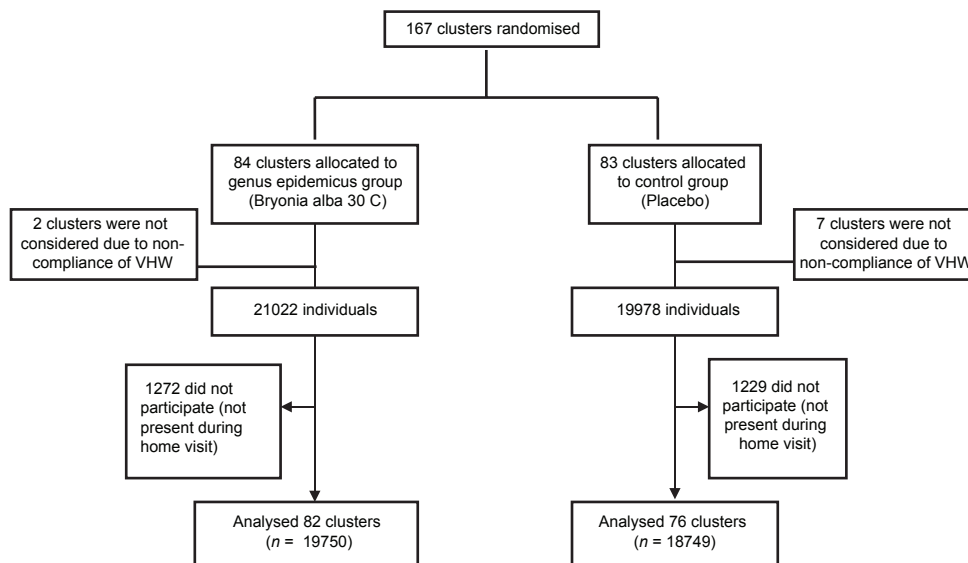 167 clusters randomised
84 clusters allocated to
genus epidemicus group
(Bryonia alba 30 C)
83 clusters allocated
to control group
(Placebo)
2 clusters were not
considered due to non-
compliance of VHW
7 clusters were not
considered due to
non-compliance of VHW
21022 individuals
19978 individuals
1272 did not
participate (not
present during
home visit)
1229 did not
participate (not
present during
home visit)
Analysed 82 clusters
(n = 19750)
Analysed 76 clusters
(n = 18749)